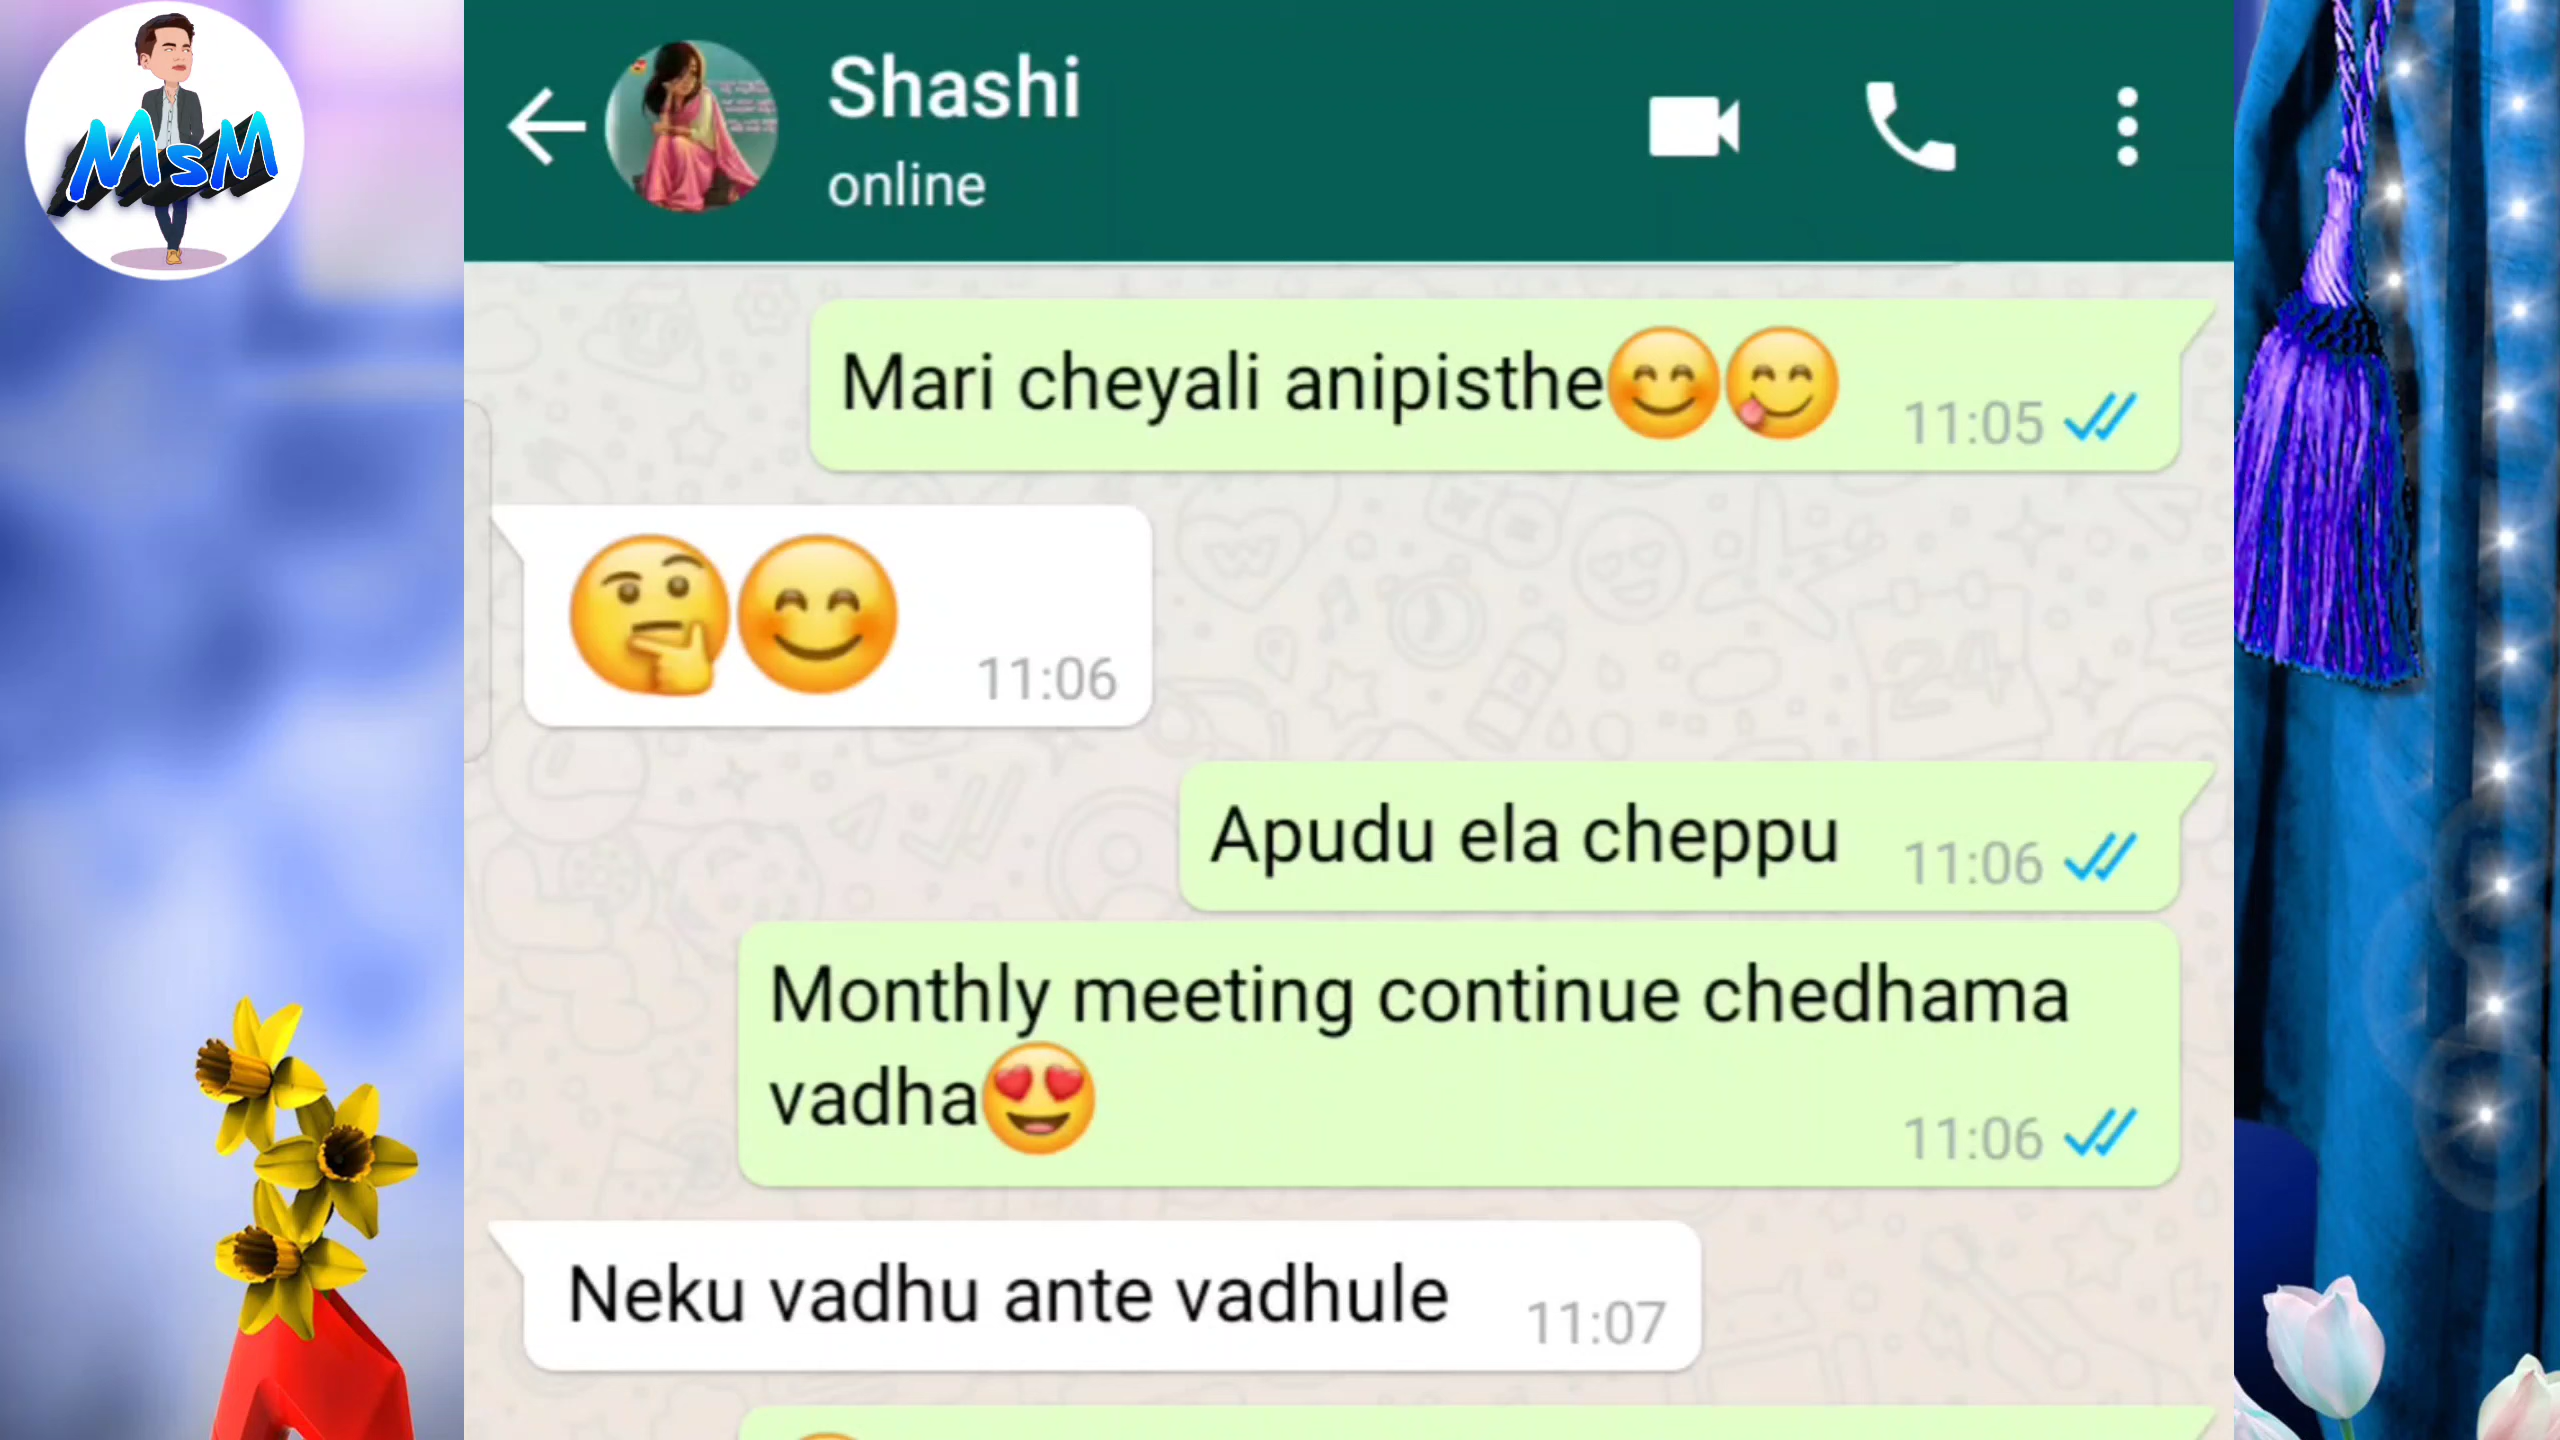 MsM
Shashi
online
Mari cheyali anipisthe😊😋 11:05
🤔😊 11:06
Apudu ela cheppu 11:06
Monthly meeting continue chedhama
vadha😍 11:06
Neku vadhu ante vadhule 11:07